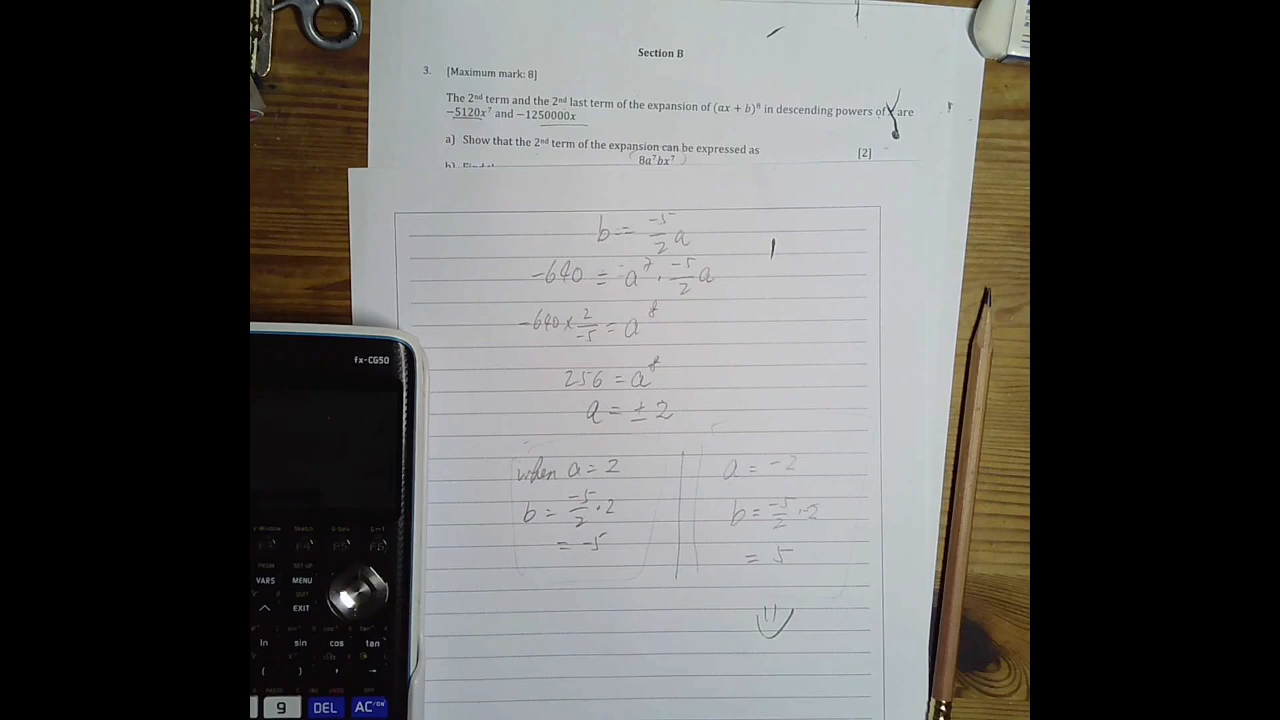 Section B
3. [Maximum mark: 8]
The 2nd term and the 2nd last term of the expansion of (ax + b)⁸ in descending powers of x are
−5120x⁷ and −1250000x
a) Show that the 2nd term of the expansion can be expressed as [2]
8a⁷bx⁷
b = -5/2 a
-640 = a⁷ · -5/2 a
-640 × 2/-5 = a⁸
256 = a⁸
a = ± 2
when a = 2
b = -5/2 · 2
= -5
a = -2
b = -5/2 · -2
= 5
fx-CG50
VARS MENU
EXIT
ln sin cos tan
( ) , →
9 DEL AC/ON